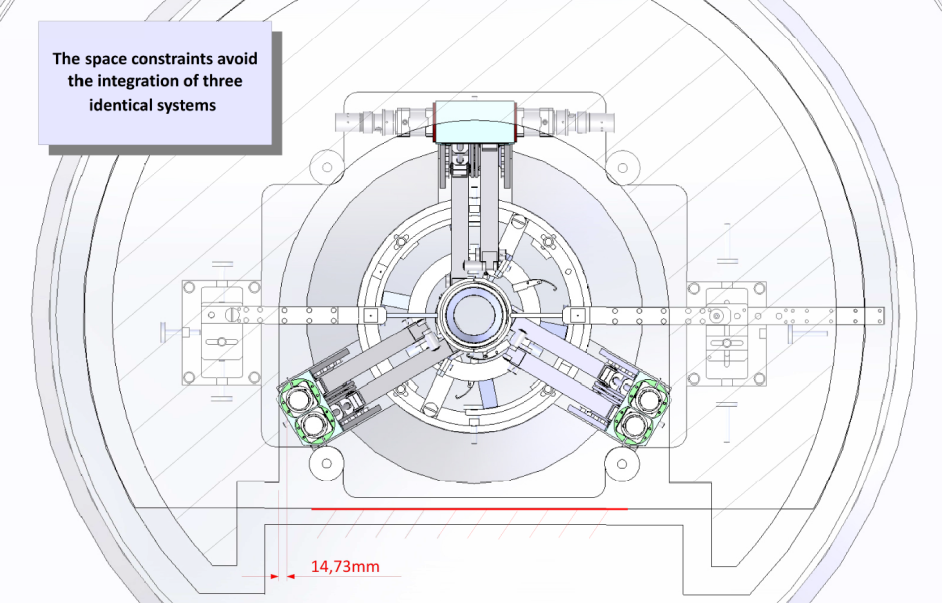 The space constraints avoid
the integration of three
identical systems
14,73mm